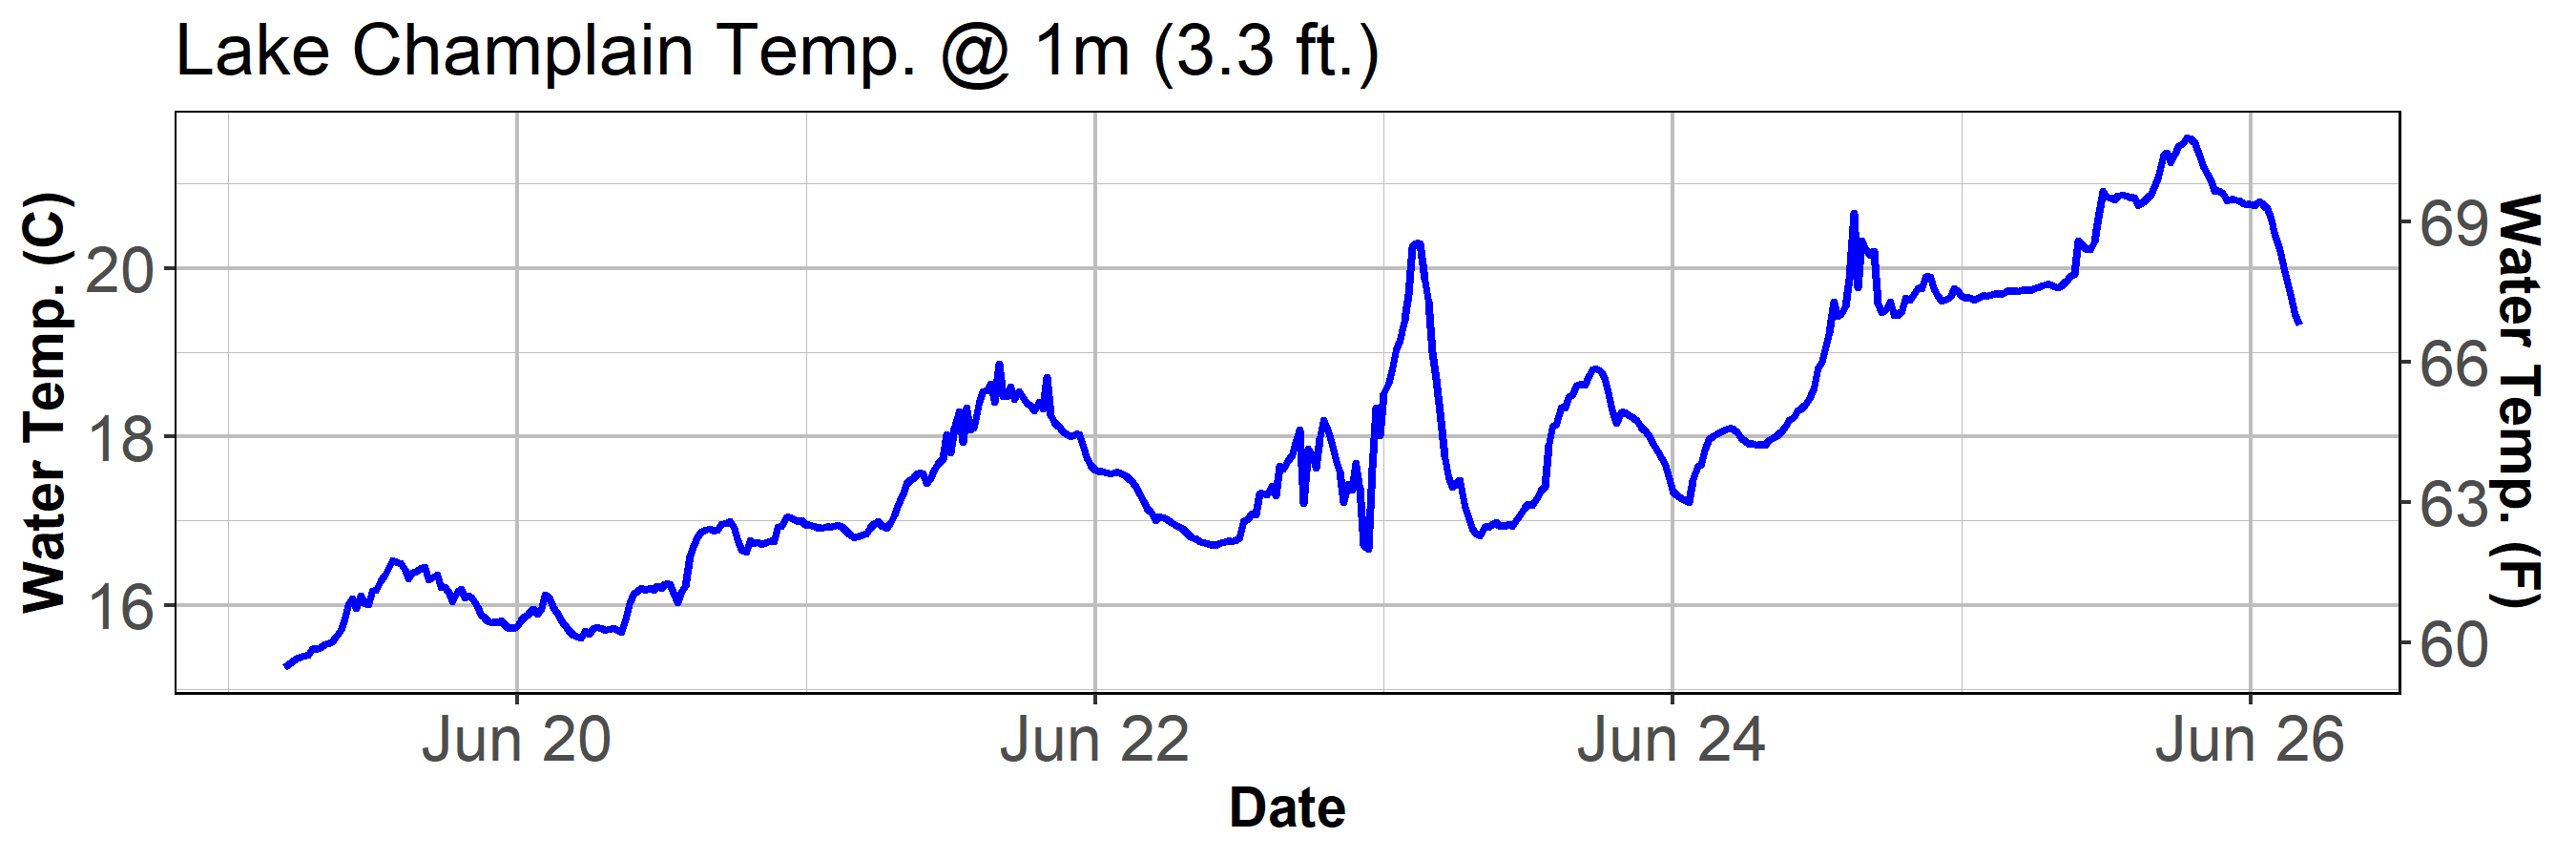 Lake Champlain Temp. @ 1m (3.3 ft.)
Water Temp. (C)
20
18
16
69
66
63
60
Water Temp. (F)
Jun 20
Jun 22
Jun 24
Jun 26
Date